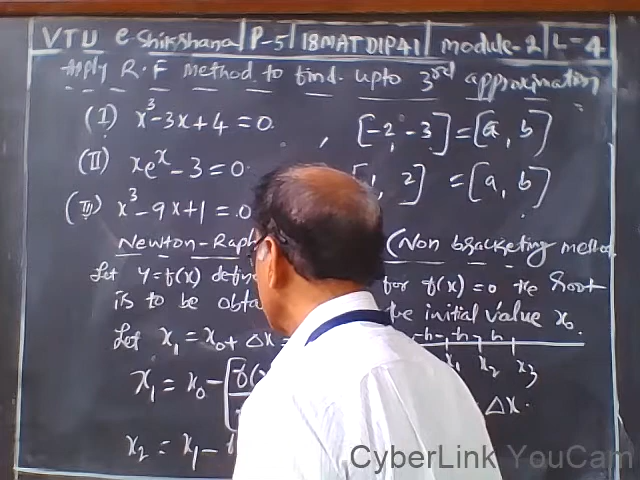 VTU e-Shikshana | P-5 | 18MATDIP41 | module-2 | L-4
Apply R.F method to find upto 3rd approximation
(I) x³-3x+4=0, [-2, -3] = [a, b]
(II) xeˣ-3=0 1, 2] = [a, b]
(III) x³-9x+1=0
Newton-Raph (Non bracketing method
Let y=f(x) defin for f(x)=0 the root
is to be obta initial value x₀
Let x₁ = x₀+Δx = -h-h-h
x₁ x₂ x₃
x₁ = x₀ - Δx.
x₂ = x₁ -
CyberLink YouCam